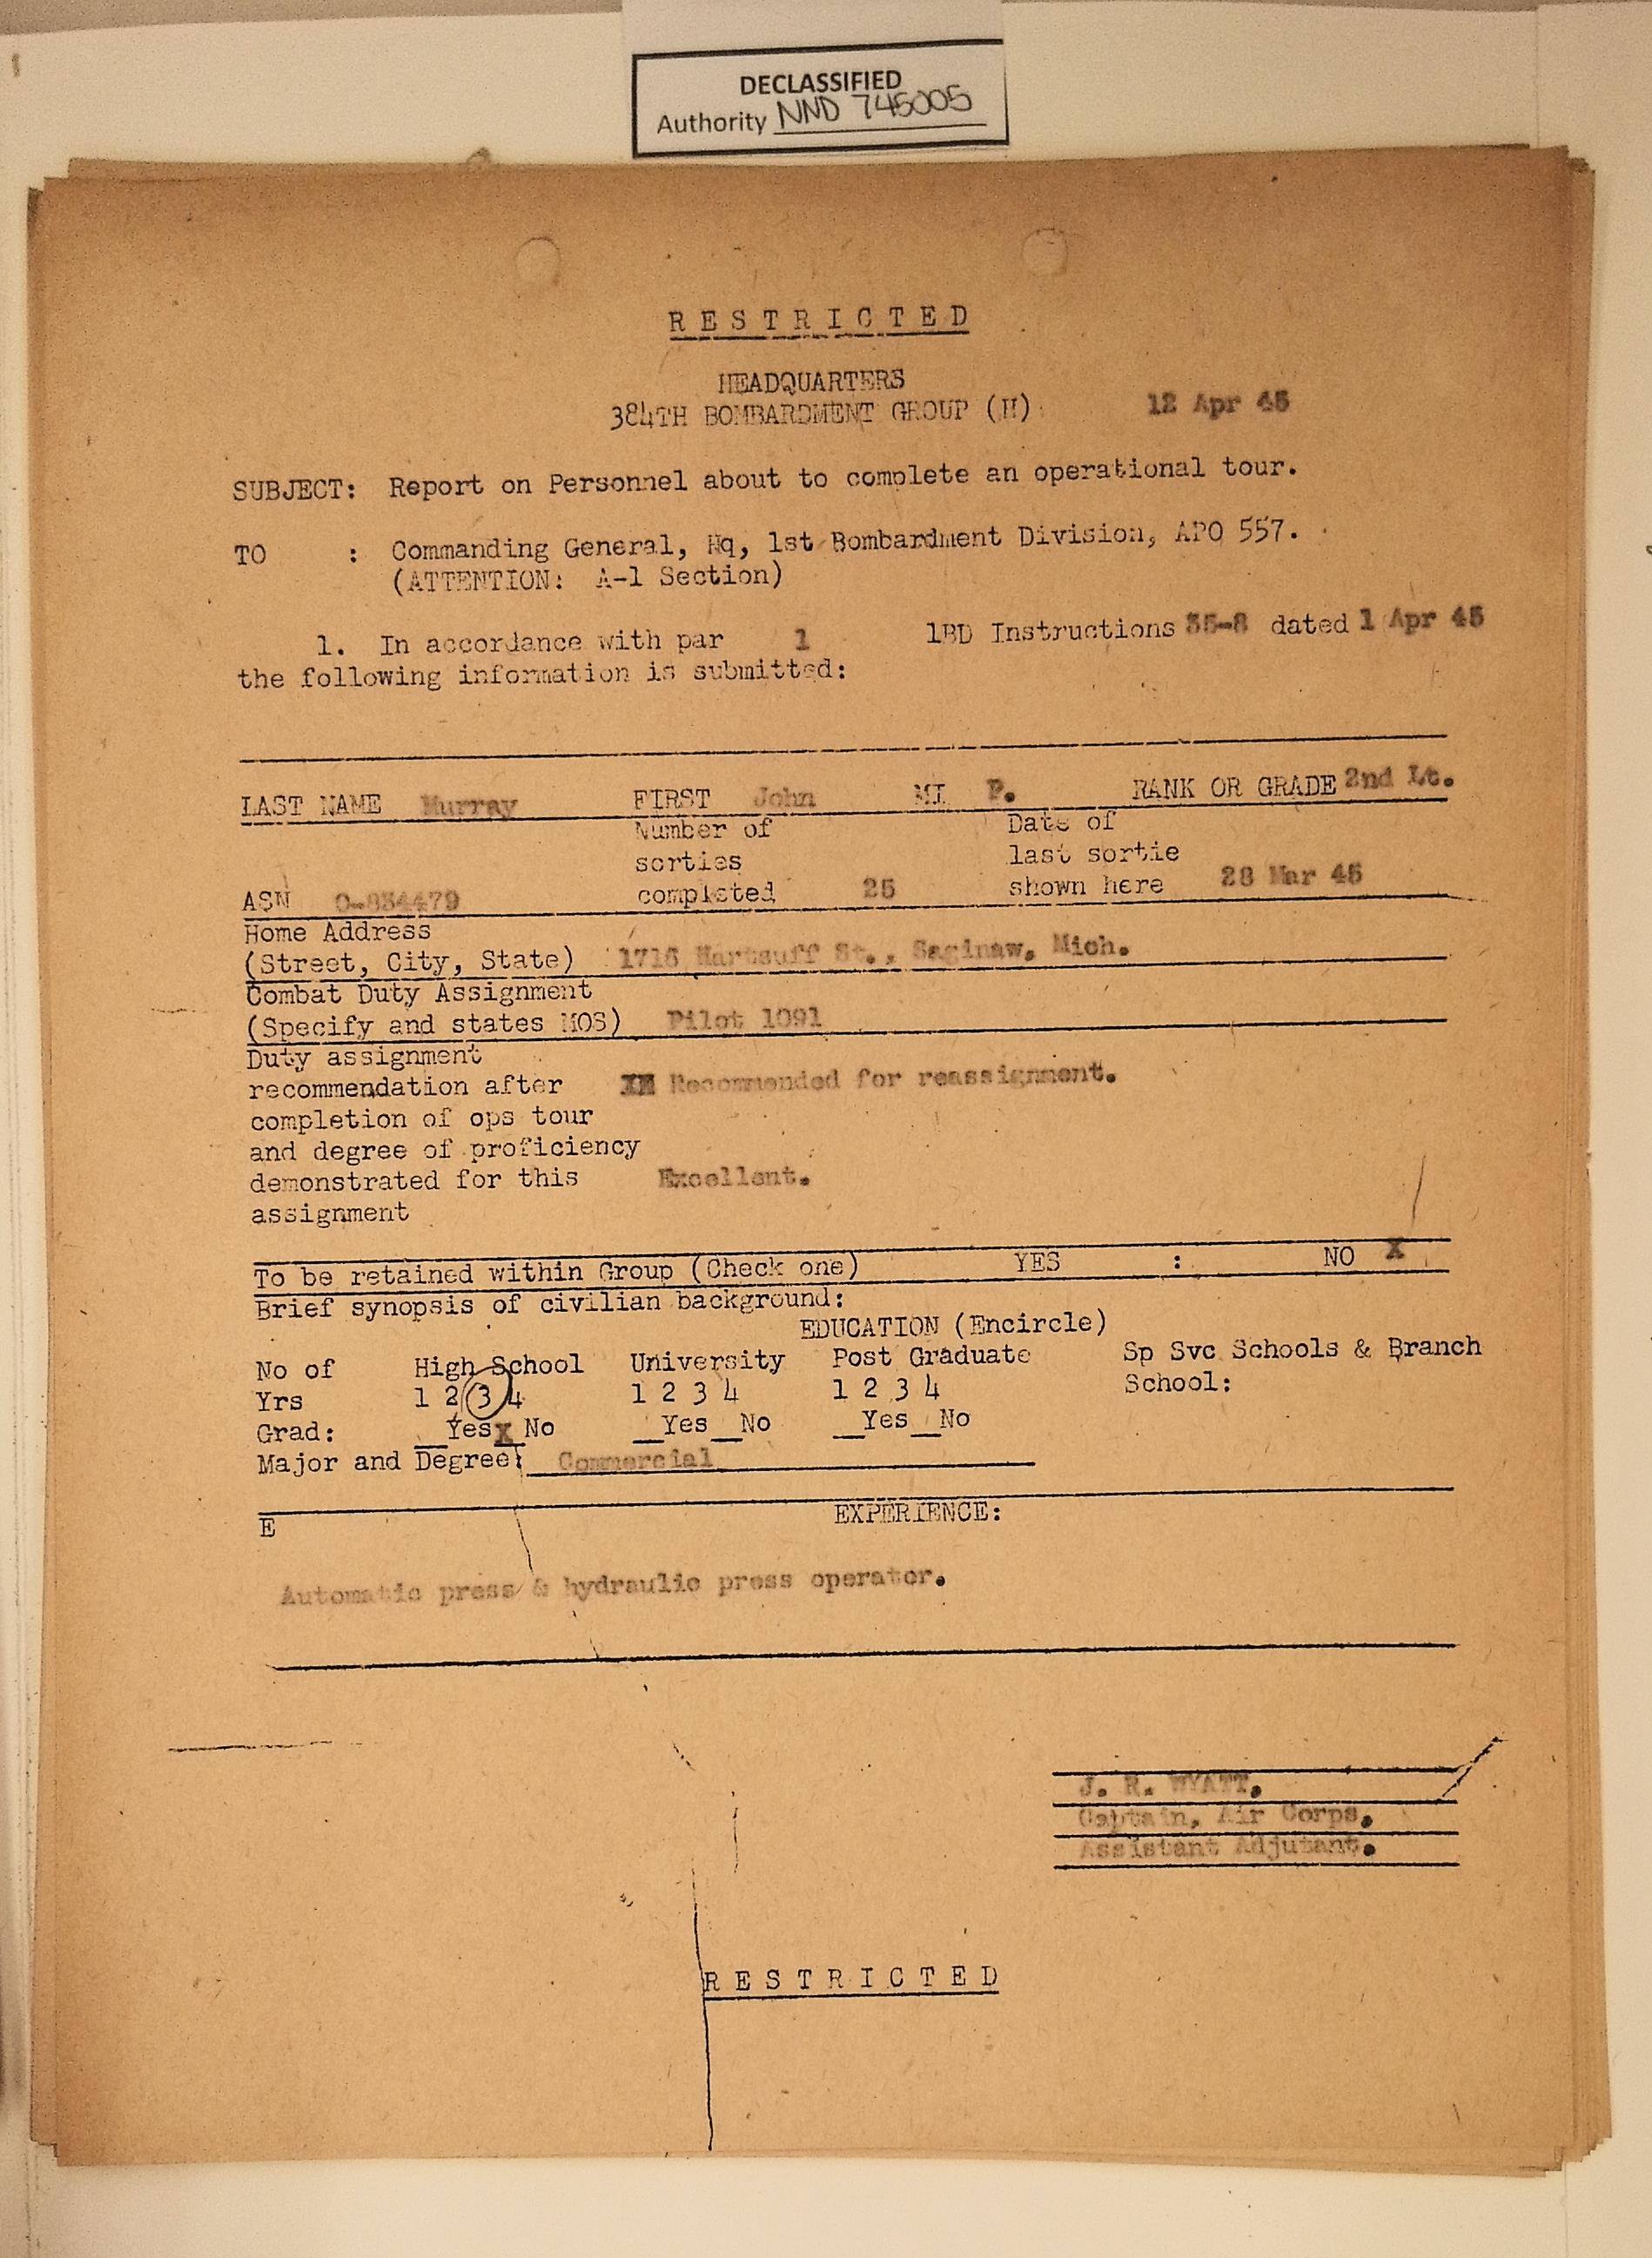 DECLASSIFIED
Authority NND 745005
R E S T R I C T E D
HEADQUARTERS
384TH BOMBARDMENT GROUP (H) 12 Apr 45
SUBJECT: Report on Personnel about to complete an operational tour.
TO : Commanding General, Hq, 1st Bombardment Division, APO 557.
(ATTENTION: A-1 Section)
1. In accordance with par 1 1BD Instructions 35-8 dated 1 Apr 45
the following information is submitted:
LAST NAME Murray FIRST John MI P. RANK OR GRADE 2nd Lt.
Number of Date of
sorties last sortie
ASN O-834479 completed 25 shown here 28 Mar 45
Home Address
(Street, City, State) 1716 Hartsuff St., Saginaw, Mich.
Combat Duty Assignment
(Specify and states MOS) Pilot 1091
Duty assignment
recommendation after Recommended for reassignment.
completion of ops tour
and degree of proficiency
demonstrated for this Excellent.
assignment
To be retained within Group (Check one) YES : NO X
Brief synopsis of civilian background:
EDUCATION (Encircle)
No of High School University Post Graduate Sp Svc Schools & Branch
Yrs 1 2 3 4 1 2 3 4 1 2 3 4 School:
Grad: __Yes X No __Yes__No __Yes__No
Major and Degree: Commercial
E EXPERIENCE:
Automatic press & hydraulic press operator.
J. R. WYATT,
Captain, Air Corps,
Assistant Adjutant.
R E S T R I C T E D